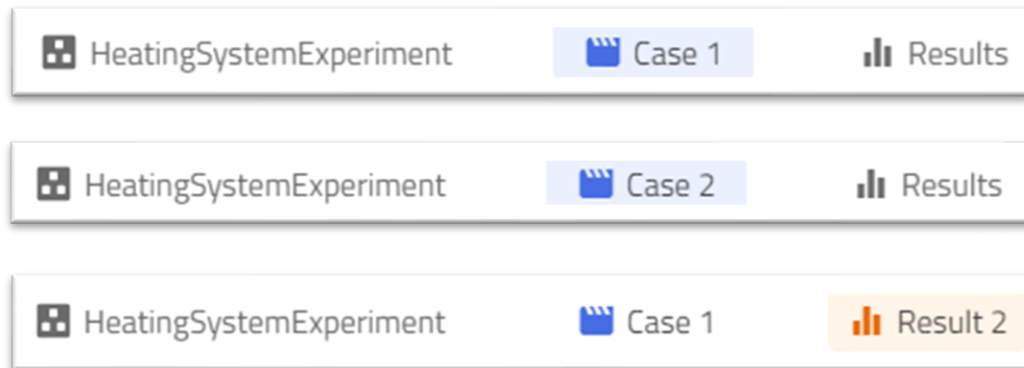 HeatingSystemExperiment Case 1 Results
HeatingSystemExperiment Case 2 Results
HeatingSystemExperiment Case 1 Result 2